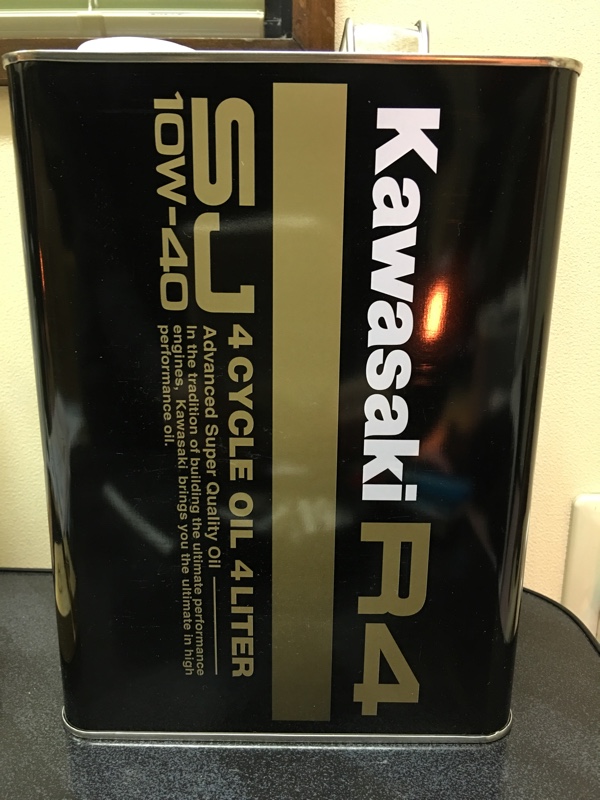 Kawasaki R4
SJ
10W-40
4 CYCLE OIL 4 LITER
Advanced Super Quality Oil
In the tradition of building the ultimate performance
engines, Kawasaki brings you the ultimate in high
performance oil.